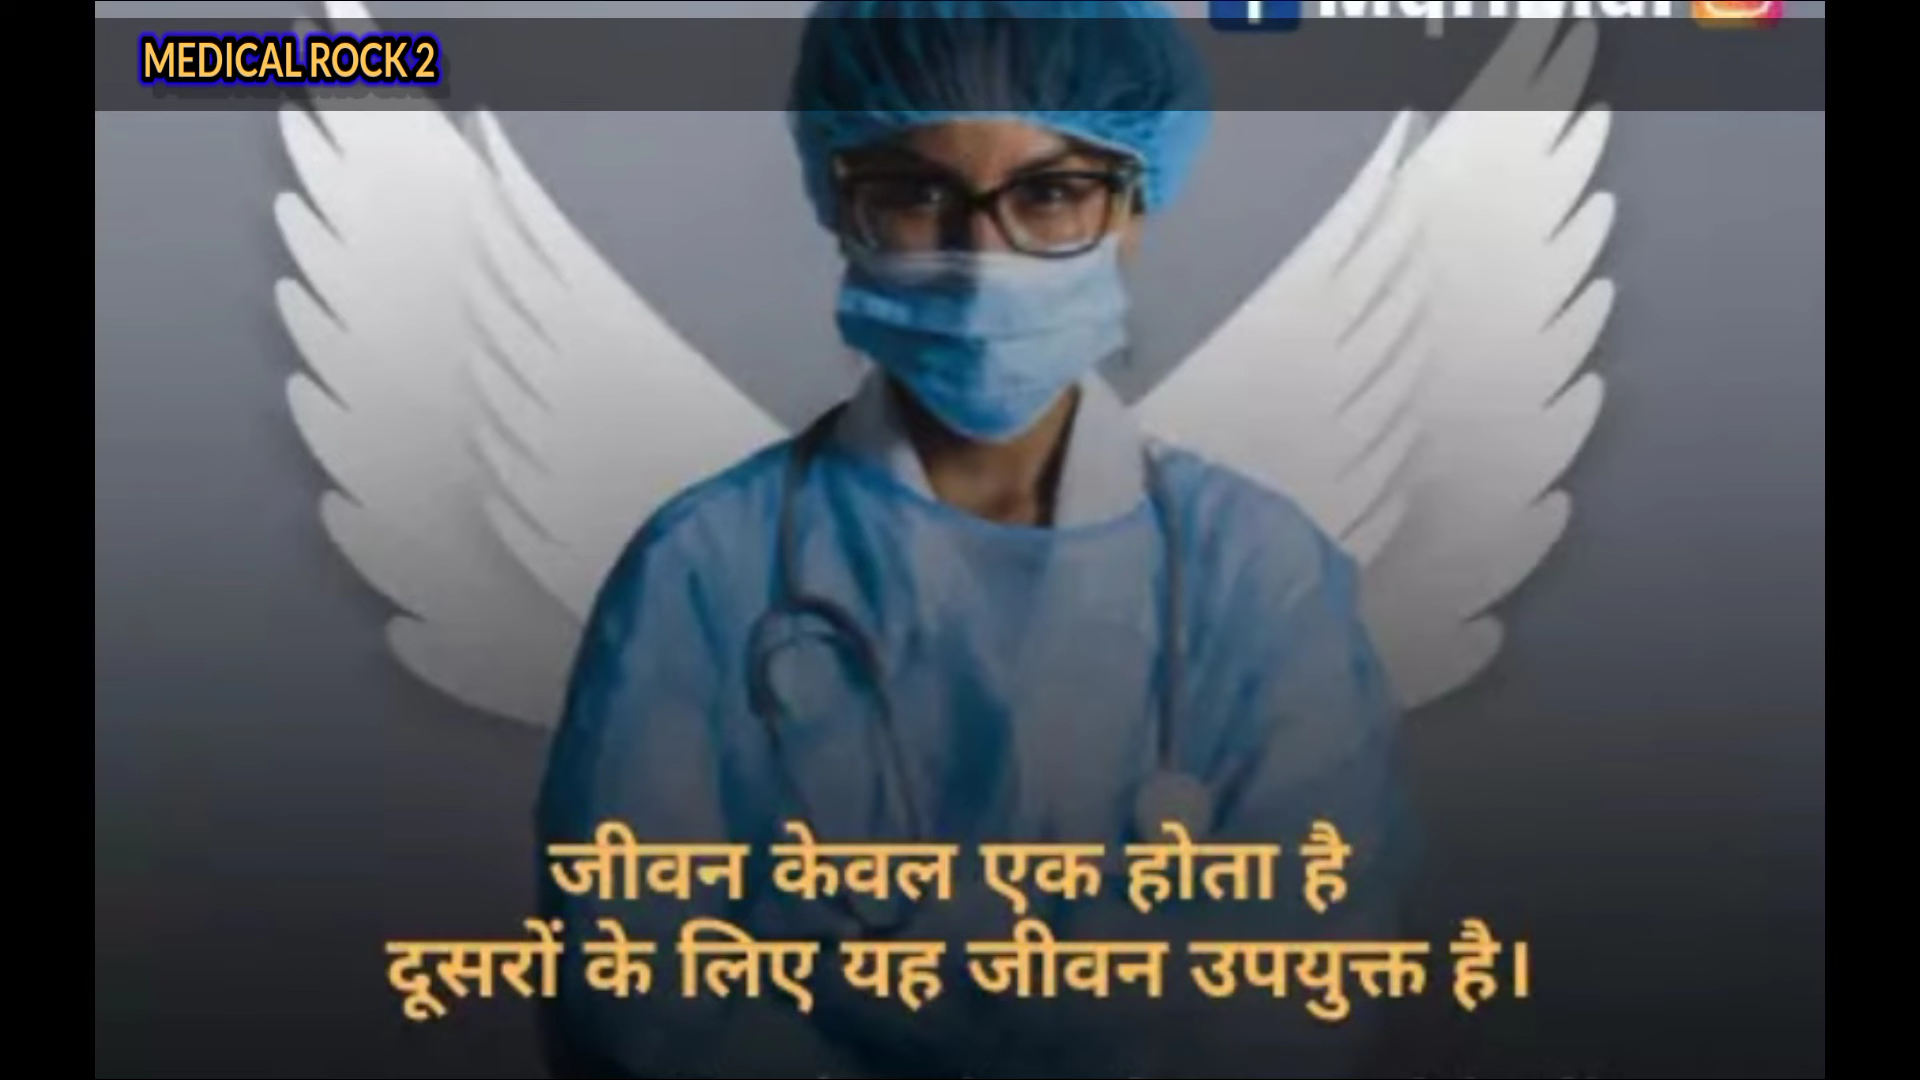 MEDICAL ROCK 2
जीवन केवल एक होता है
दूसरों के लिए यह जीवन उपयुक्त है।